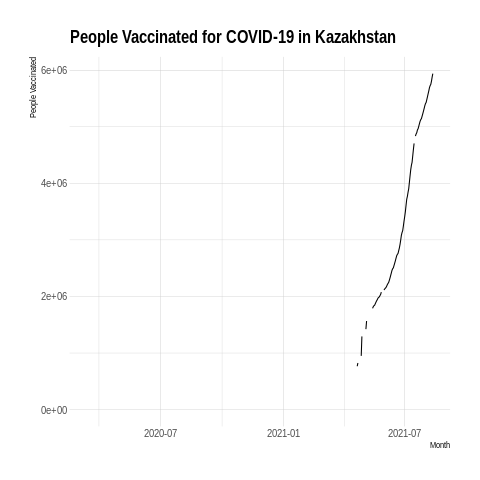 People Vaccinated for COVID-19 in Kazakhstan
People Vaccinated
6e+06
4e+06
2e+06
0e+00
2020-07
2021-01
2021-07
Month